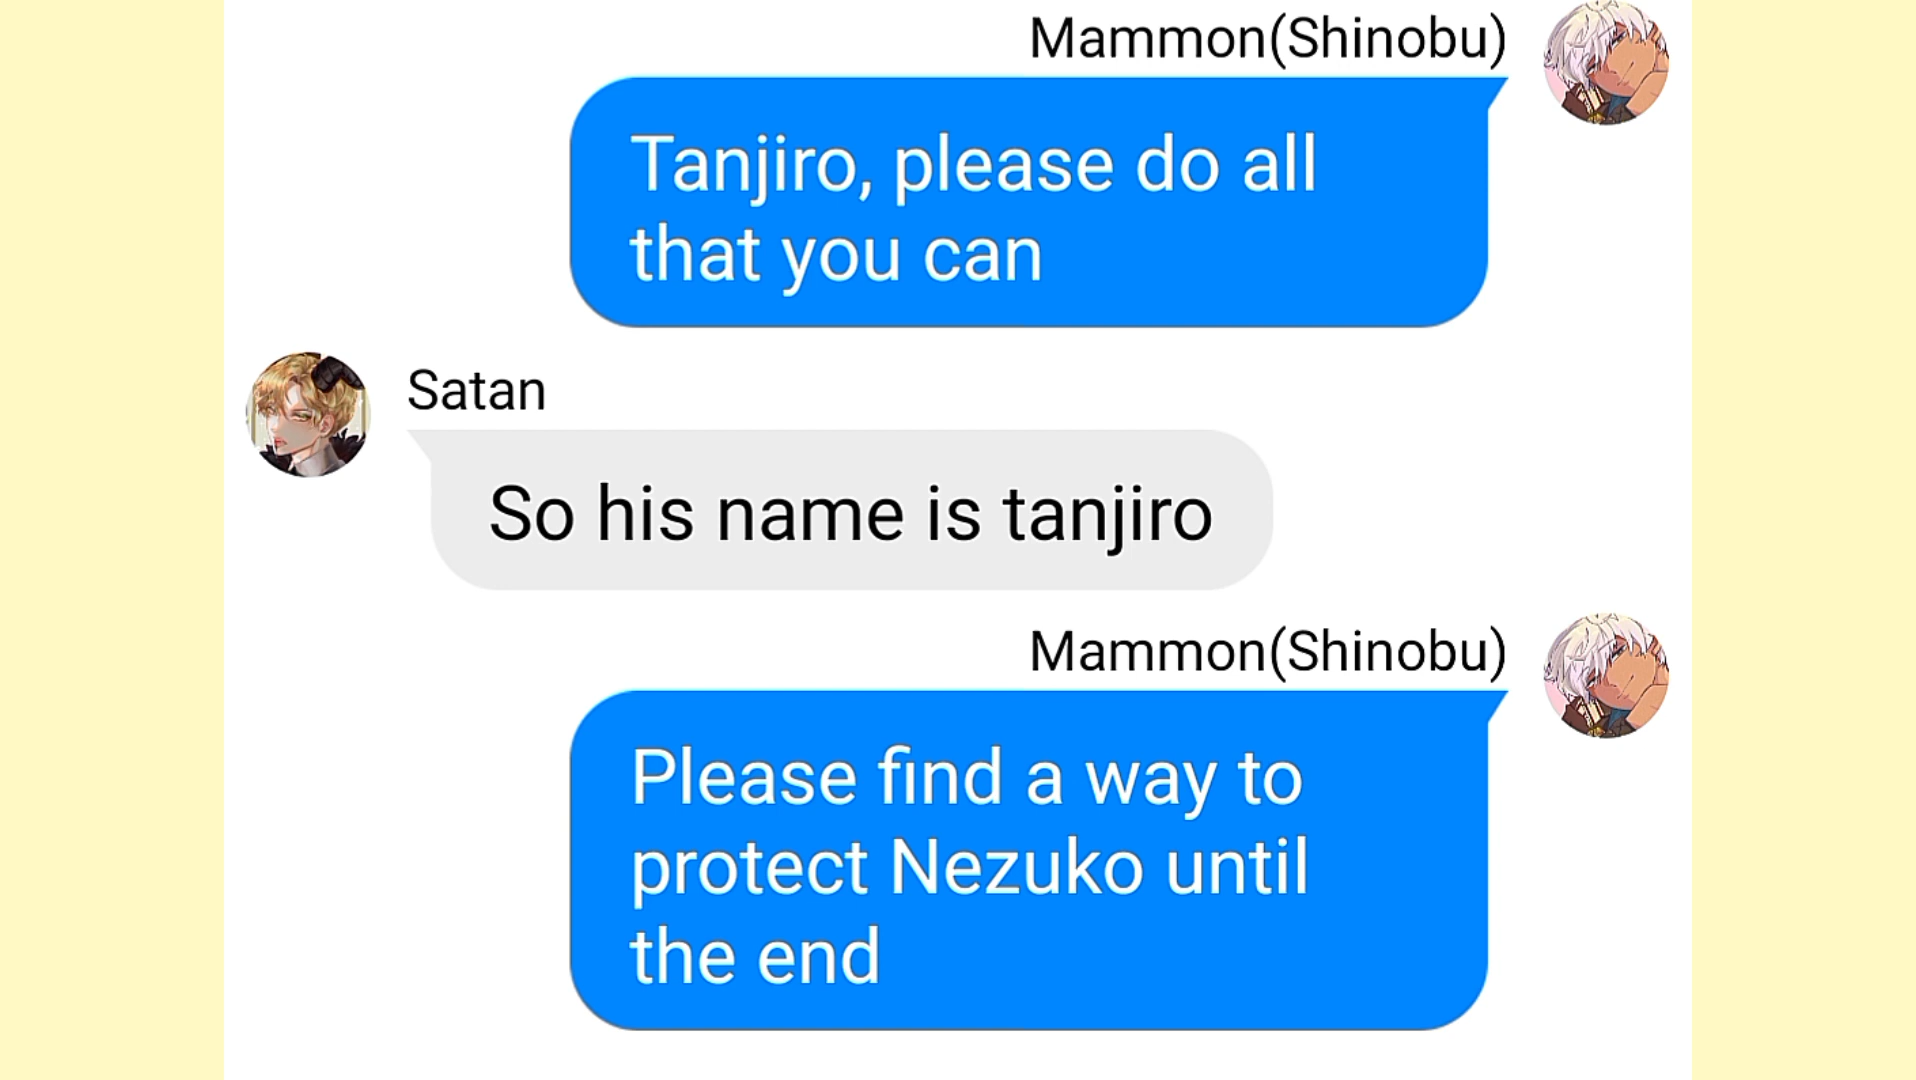 Mammon(Shinobu)
Tanjiro, please do all
that you can
Satan
So his name is tanjiro
Mammon(Shinobu)
Please find a way to
protect Nezuko until
the end